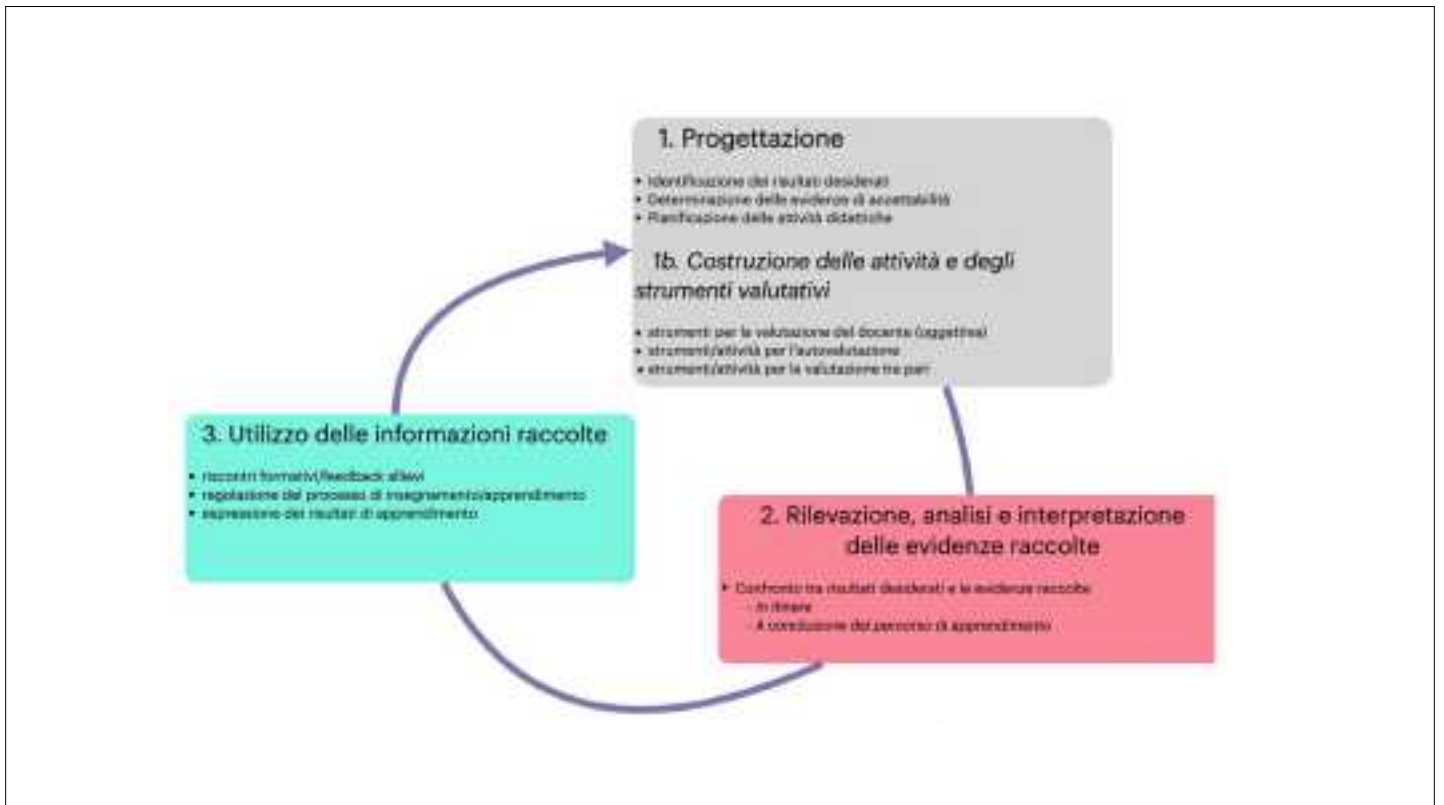 1. Progettazione
• Identificazione dei risultati desiderati
• Determinazione delle evidenze di accettabilità
• Pianificazione delle attività didattiche
1b. Costruzione delle attività e degli
strumenti valutativi
• strumenti per la valutazione del docente (oggettiva)
• strumenti/attività per l'autovalutazione
• strumenti/attività per la valutazione tra pari
3. Utilizzo delle informazioni raccolte
• riscontri formativi/feedback allievi
• regolazione del processo di insegnamento/apprendimento
• espressione dei risultati di apprendimento
2. Rilevazione, analisi e interpretazione
delle evidenze raccolte
• Confronto tra risultati desiderati e le evidenze raccolte
- In itinere
- A conclusione del percorso di apprendimento